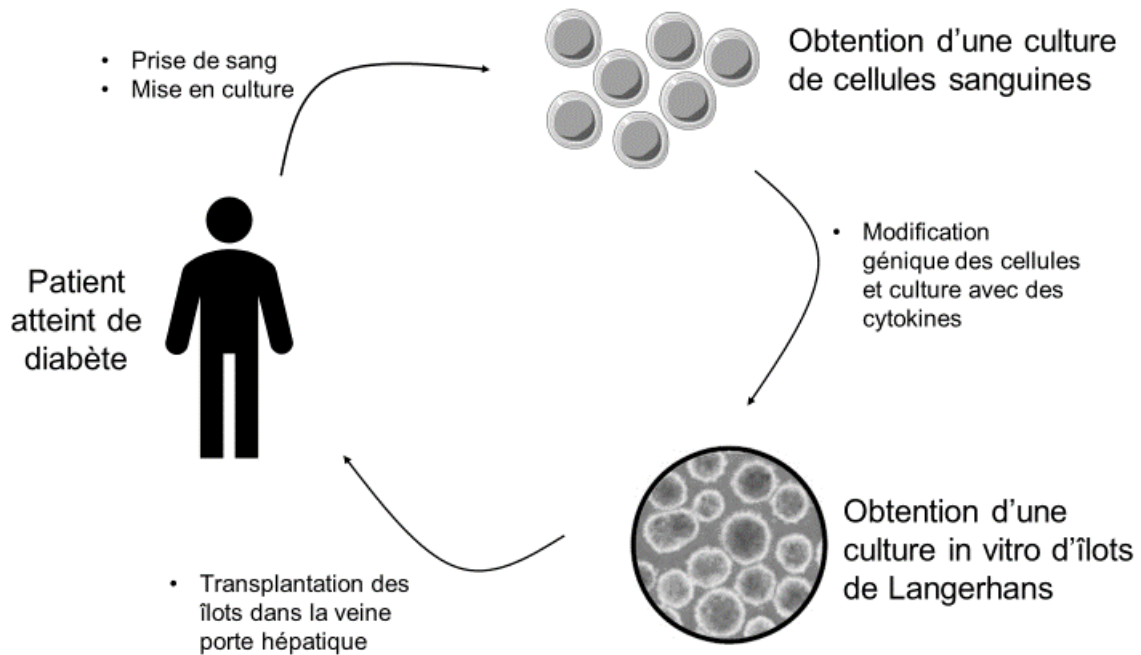 • Prise de sang
• Mise en culture
Obtention d’une culture
de cellules sanguines
Patient
atteint de
diabète
• Modification
génique des cellules
et culture avec des
cytokines
Obtention d’une
culture in vitro d’îlots
de Langerhans
• Transplantation des
îlots dans la veine
porte hépatique